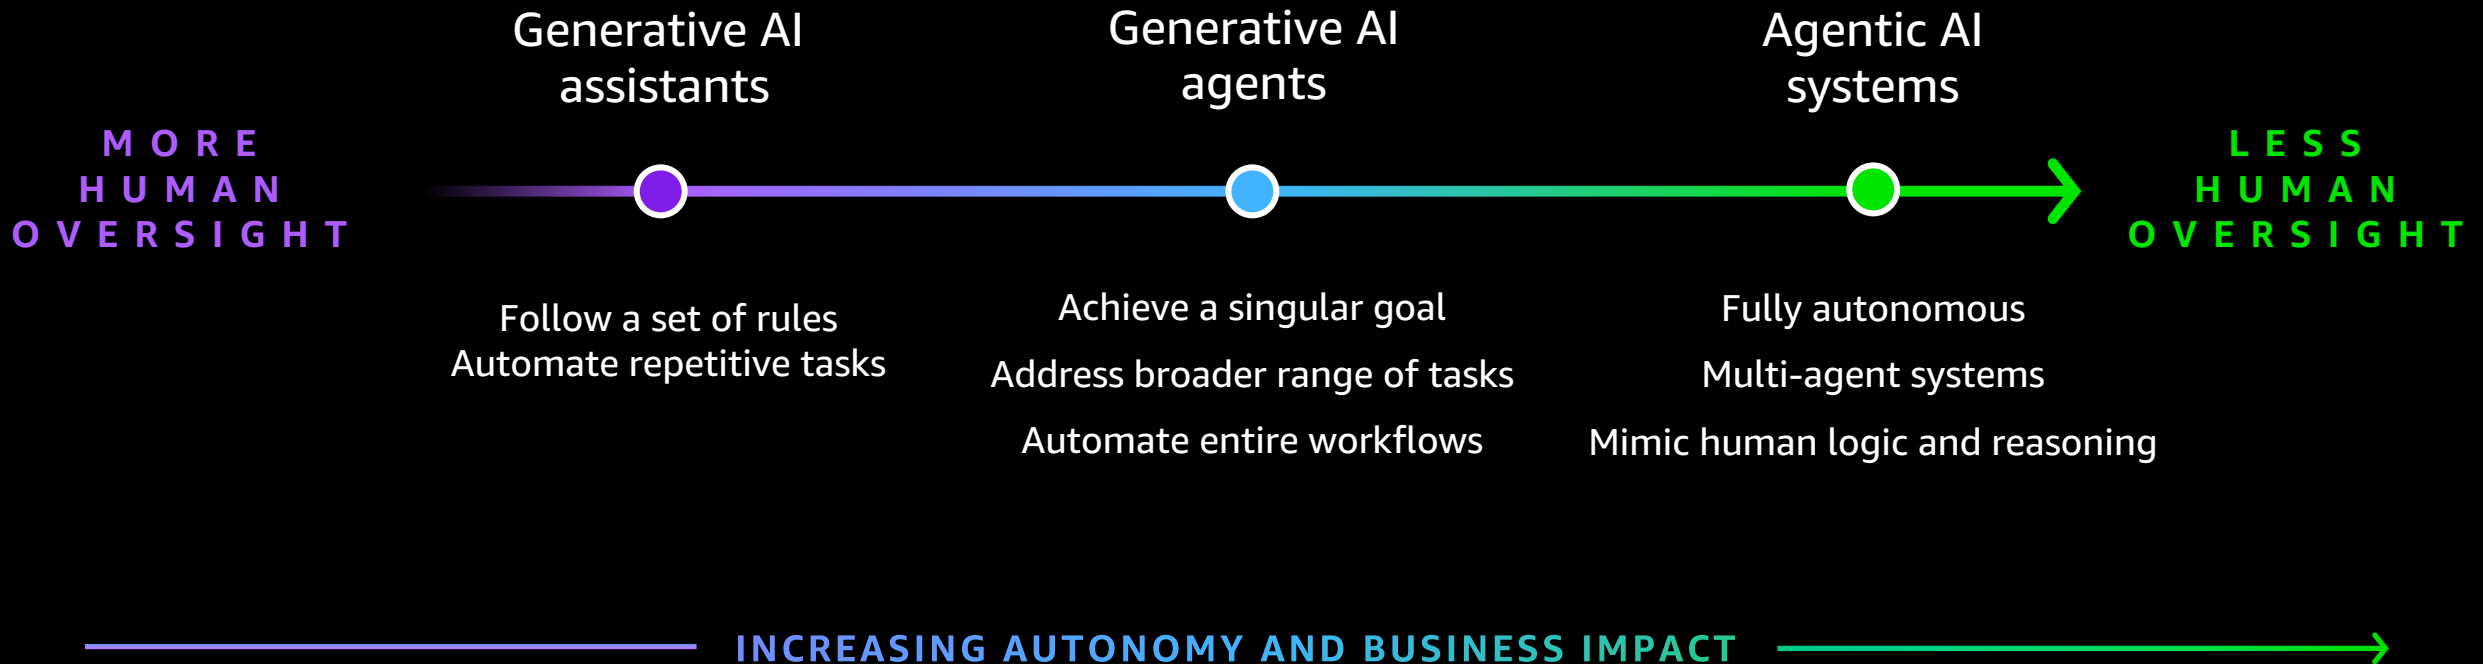 Generative AI
assistants
Generative AI
agents
Agentic AI
systems
MORE
HUMAN
OVERSIGHT
LESS
HUMAN
OVERSIGHT
Follow a set of rules
Automate repetitive tasks
Achieve a singular goal
Address broader range of tasks
Automate entire workflows
Fully autonomous
Multi-agent systems
Mimic human logic and reasoning
INCREASING AUTONOMY AND BUSINESS IMPACT